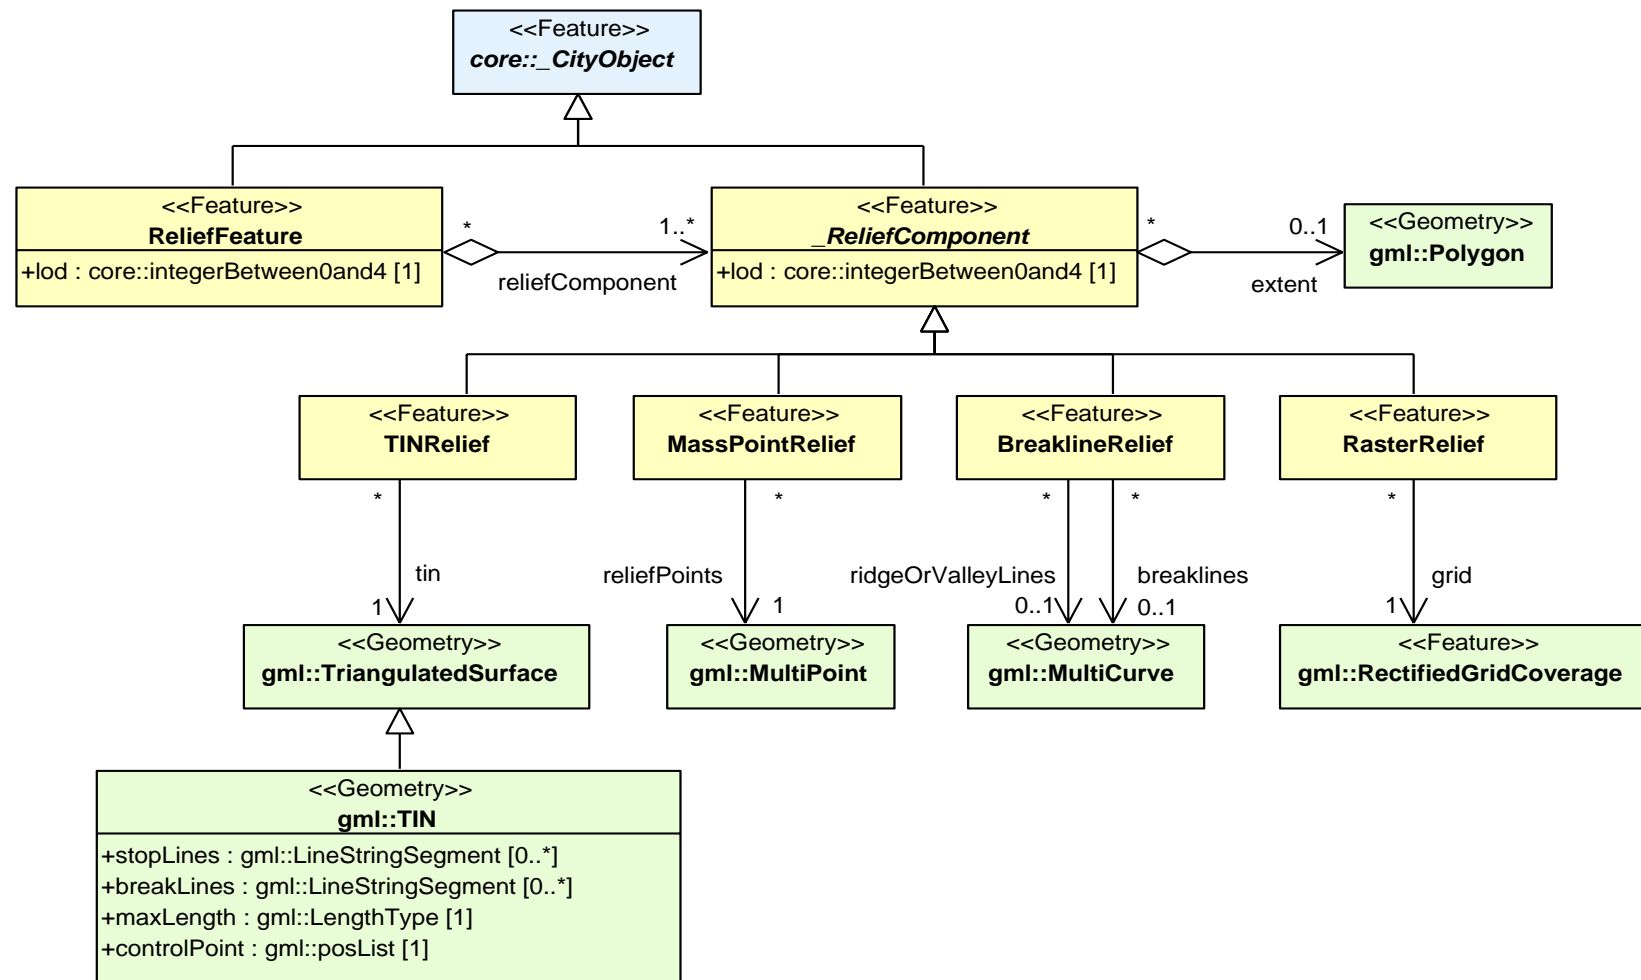 <<Feature>>
core::_CityObject
<<Feature>>
ReliefFeature
+lod : core::integerBetween0and4 [1]
*
1..*
reliefComponent
<<Feature>>
_ReliefComponent
+lod : core::integerBetween0and4 [1]
*
0..1
extent
<<Geometry>>
gml::Polygon
<<Feature>>
TINRelief
<<Feature>>
MassPointRelief
<<Feature>>
BreaklineRelief
<<Feature>>
RasterRelief
*
tin
1
*
reliefPoints
1
*
ridgeOrValleyLines
0..1
*
breaklines
0..1
*
grid
1
<<Geometry>>
gml::TriangulatedSurface
<<Geometry>>
gml::MultiPoint
<<Geometry>>
gml::MultiCurve
<<Feature>>
gml::RectifiedGridCoverage
<<Geometry>>
gml::TIN
+stopLines : gml::LineStringSegment [0..*]
+breakLines : gml::LineStringSegment [0..*]
+maxLength : gml::LengthType [1]
+controlPoint : gml::posList [1]